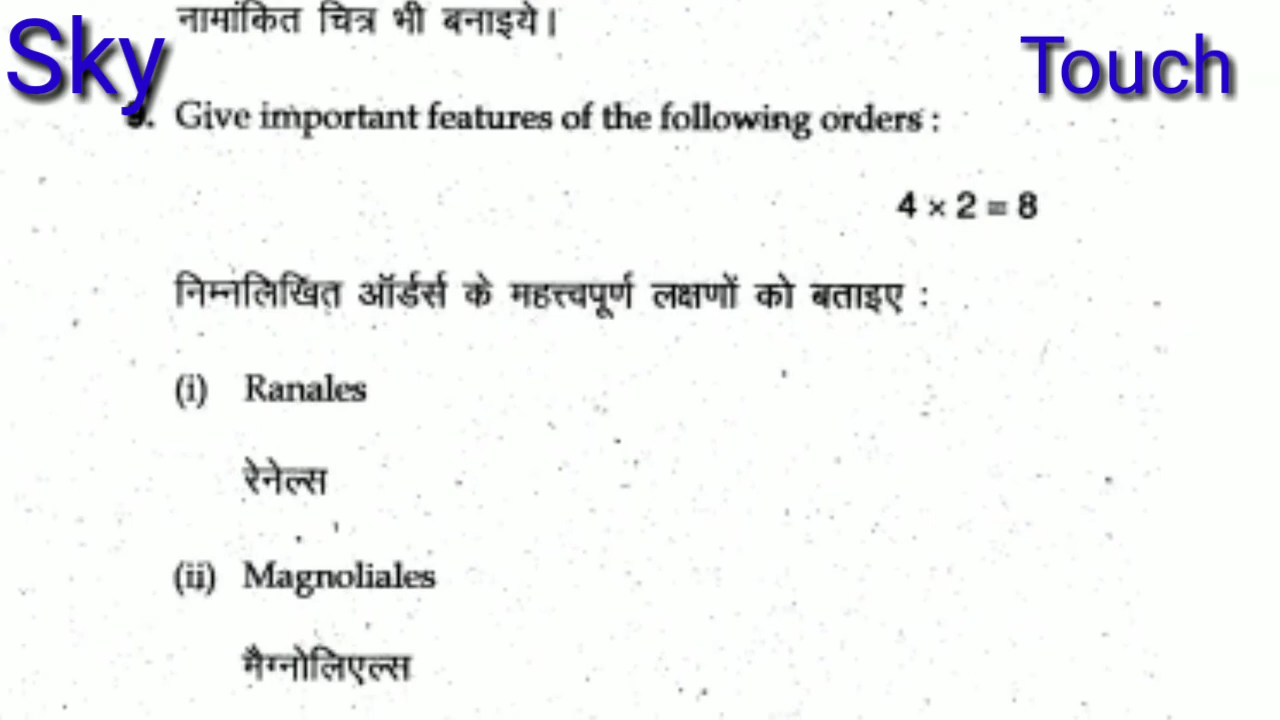 नामांकित चित्र भी बनाइये।
Sky
Touch
9. Give important features of the following orders :
4 × 2 = 8
निम्नलिखित ऑर्डर्स के महत्त्वपूर्ण लक्षणों को बताइए :
(i) Ranales
रेनेल्स
(ii) Magnoliales
मैग्नोलिएल्स